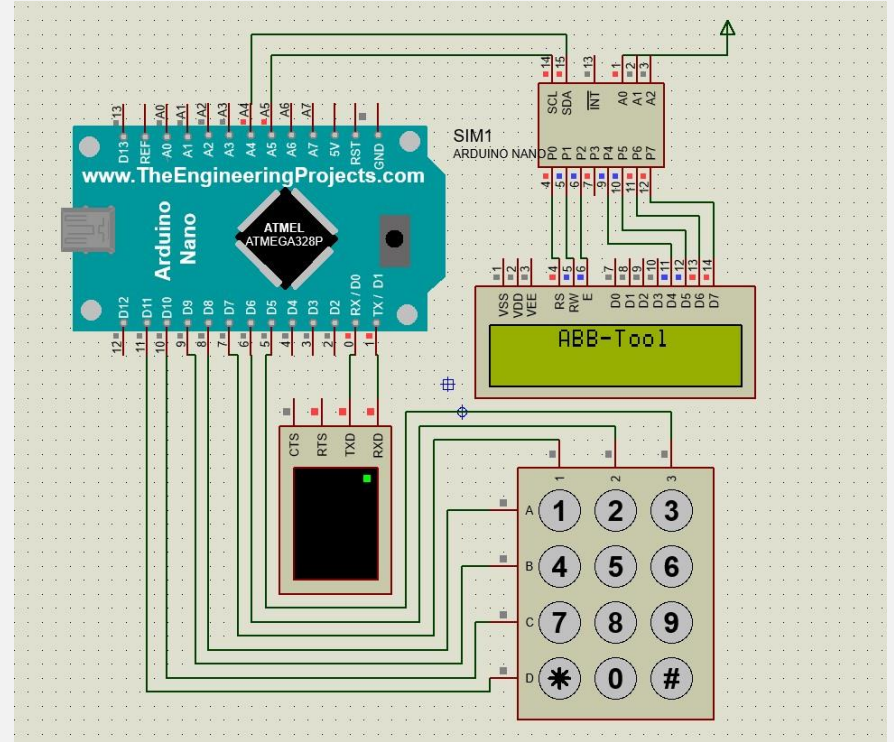 14 15 13 1 2 3
SCL SDA INT A0 A1 A2
P0 P1 P2 P3 P4 P5 P6 P7
4 5 6 7 9 10 11 12
SIM1
ARDUINO NANO
13 A0 A1 A2 A3 A4 A5 A6 A7
D13 REF A0 A1 A2 A3 A4 A5 A6 A7 5V RST GND
www.TheEngineeringProjects.com
Arduino
Nano
ATMEL
ATMEGA328P
D12 D11 D10 D9 D8 D7 D6 D5 D4 D3 D2 RX / D0 TX / D1
12 11 10 9 8 7 6 5 4 3 2 0 1
1 2 3 4 5 6 7 8 9 10 11 12 13 14
VSS VDD VEE RS RW E D0 D1 D2 D3 D4 D5 D6 D7
ABB-Tool
CTS RTS TXD RXD
1 2 3
A 1 2 3
B 4 5 6
C 7 8 9
D * 0 #